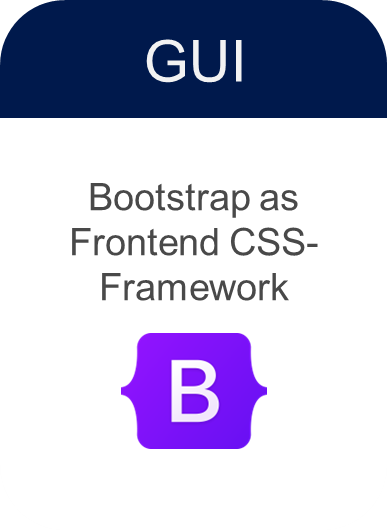 GUI
Bootstrap as
Frontend CSS-
Framework
B